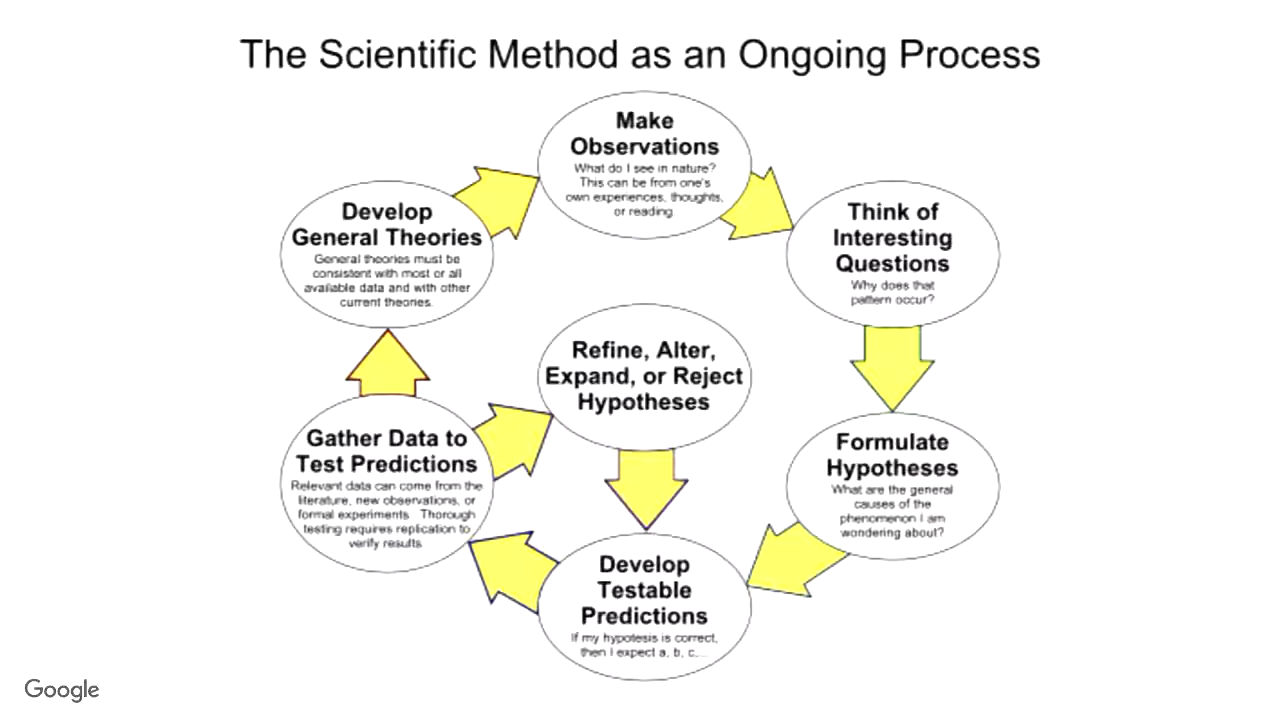 The Scientific Method as an Ongoing Process
Make
Observations
What do I see in nature?
This can be from one's
own experiences, thoughts,
or reading.
Think of
Interesting
Questions
Why does that
pattern occur?
Formulate
Hypotheses
What are the general
causes of the
phenomenon I am
wondering about?
Develop
Testable
Predictions
If my hypotesis is correct,
then I expect a, b, c,...
Gather Data to
Test Predictions
Relevant data can come from the
literature, new observations, or
formal experiments. Thorough
testing requires replication to
verify results.
Refine, Alter,
Expand, or Reject
Hypotheses
Develop
General Theories
General theories must be
consistent with most or all
available data and with other
current theories.
Google